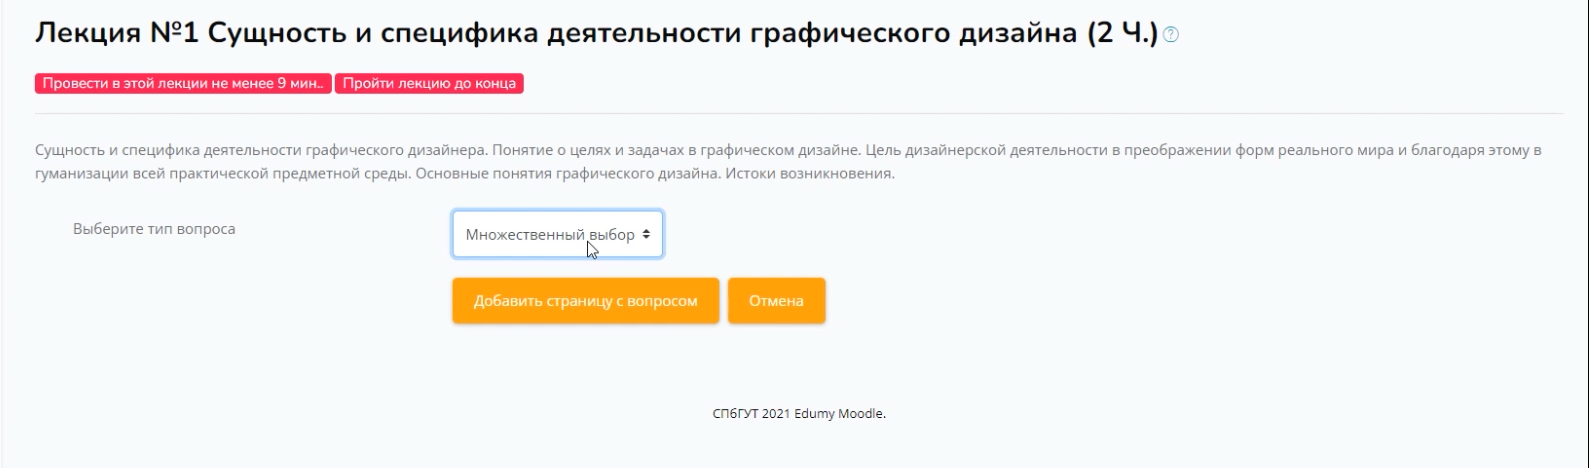 Лекция №1 Сущность и специфика деятельности графического дизайна (2 Ч.)
Провести в этой лекции не менее 9 мин.. Пройти лекцию до конца
Сущность и специфика деятельности графического дизайнера. Понятие о целях и задачах в графическом дизайне. Цель дизайнерской деятельности в преображении форм реального мира и благодаря этому в
гуманизации всей практической предметной среды. Основные понятия графического дизайна. Истоки возникновения.
Выберите тип вопроса
Множественный выбор
Добавить страницу с вопросом Отмена
СПбГУТ 2021 Edumy Moodle.